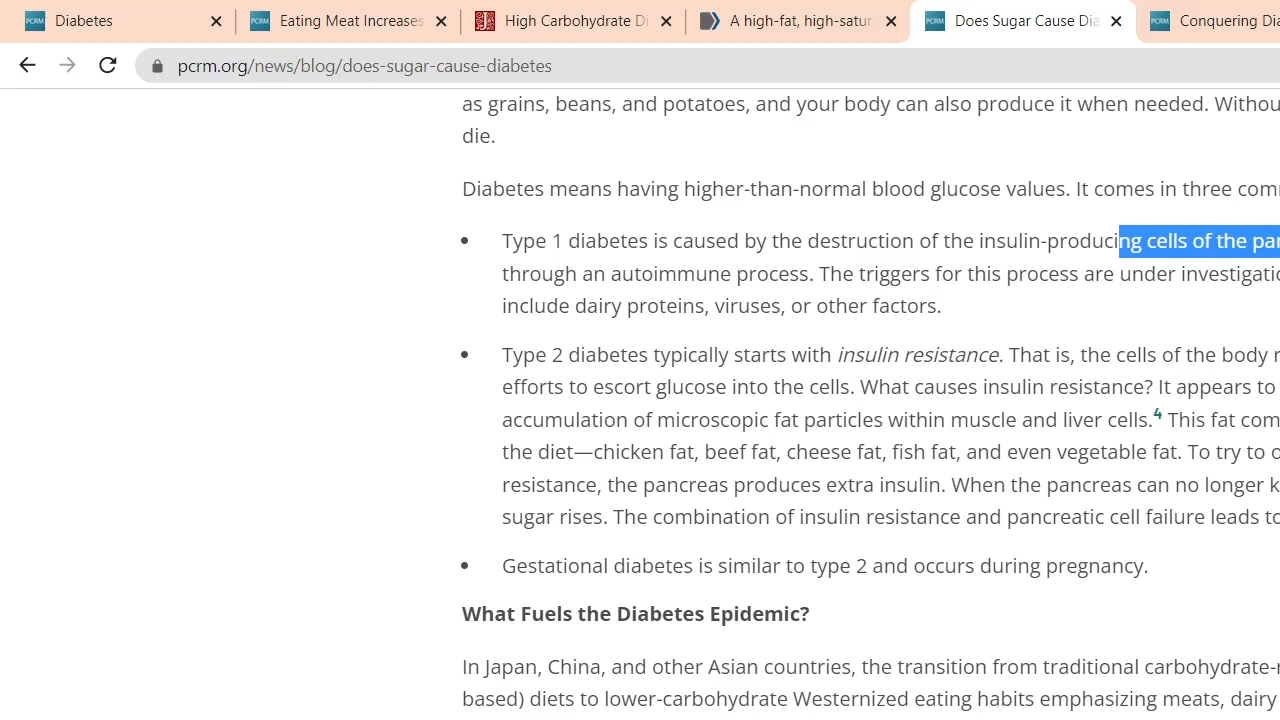 PCRM Diabetes
PCRM Eating Meat Increases
High Carbohydrate Di
A high-fat, high-satur
PCRM Does Sugar Cause Dia
PCRM Conquering Dia
pcrm.org/news/blog/does-sugar-cause-diabetes
as grains, beans, and potatoes, and your body can also produce it when needed. Withou
die.
Diabetes means having higher-than-normal blood glucose values. It comes in three com
• Type 1 diabetes is caused by the destruction of the insulin-producing cells of the pan
through an autoimmune process. The triggers for this process are under investigatio
include dairy proteins, viruses, or other factors.
• Type 2 diabetes typically starts with insulin resistance. That is, the cells of the body r
efforts to escort glucose into the cells. What causes insulin resistance? It appears to
accumulation of microscopic fat particles within muscle and liver cells.4 This fat com
the diet—chicken fat, beef fat, cheese fat, fish fat, and even vegetable fat. To try to o
resistance, the pancreas produces extra insulin. When the pancreas can no longer k
sugar rises. The combination of insulin resistance and pancreatic cell failure leads to
• Gestational diabetes is similar to type 2 and occurs during pregnancy.
What Fuels the Diabetes Epidemic?
In Japan, China, and other Asian countries, the transition from traditional carbohydrate-r
based) diets to lower-carbohydrate Westernized eating habits emphasizing meats, dairy